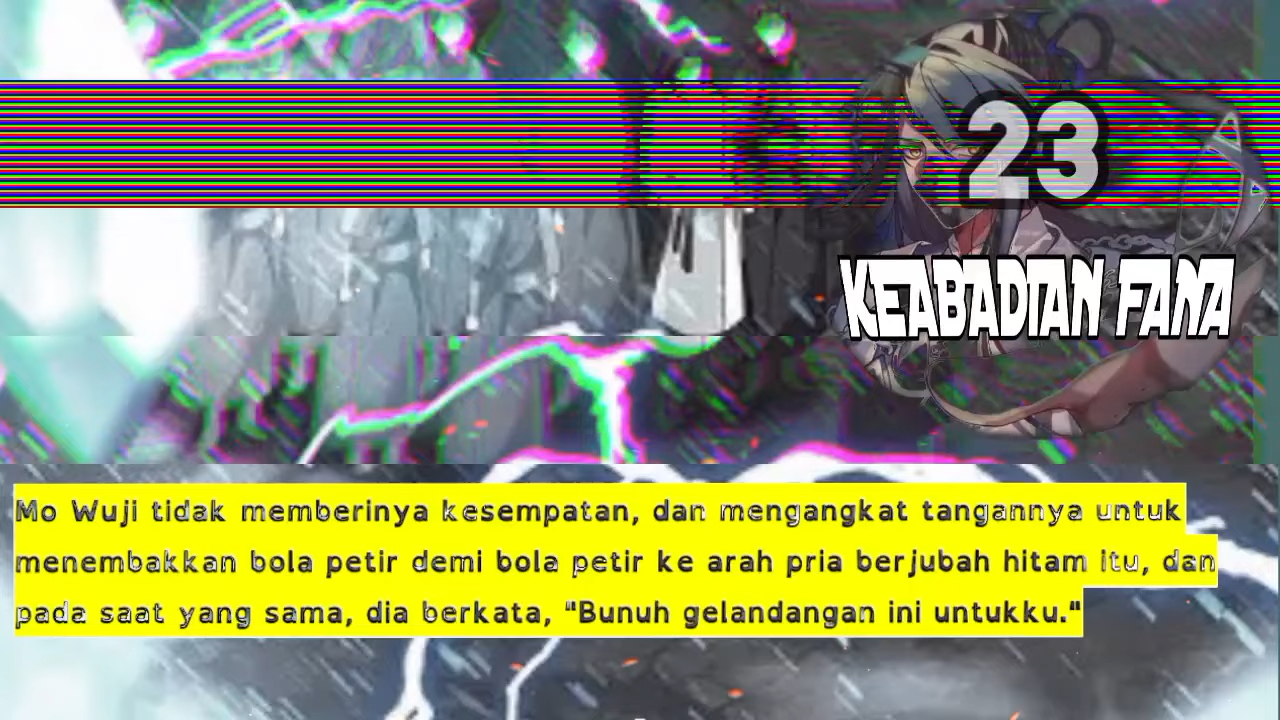 23
KEABADIAN FANA
Mo Wuji tidak memberinya kesempatan, dan mengangkat tangannya untuk
menembakkan bola petir demi bola petir ke arah pria berjubah hitam itu, dan
pada saat yang sama, dia berkata, "Bunuh gelandangan ini untukku."